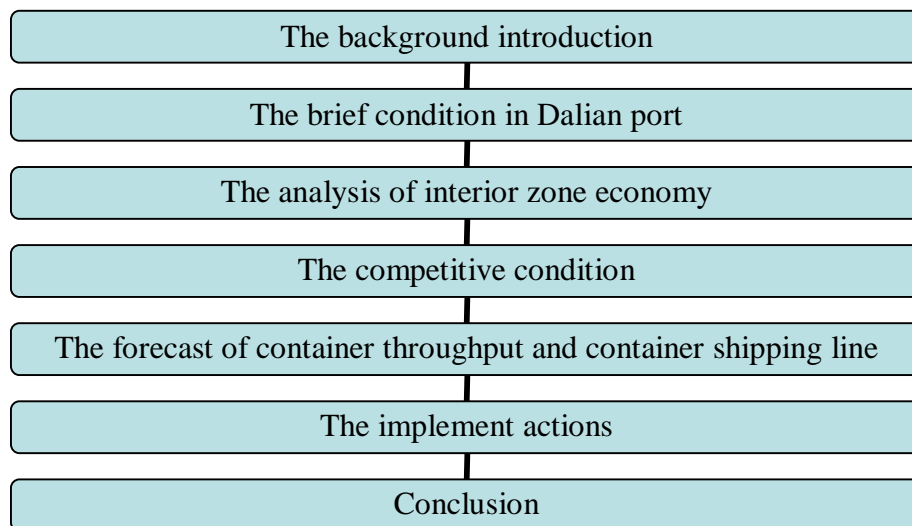 The background introduction
The brief condition in Dalian port
The analysis of interior zone economy
The competitive condition
The forecast of container throughput and container shipping line
The implement actions
Conclusion